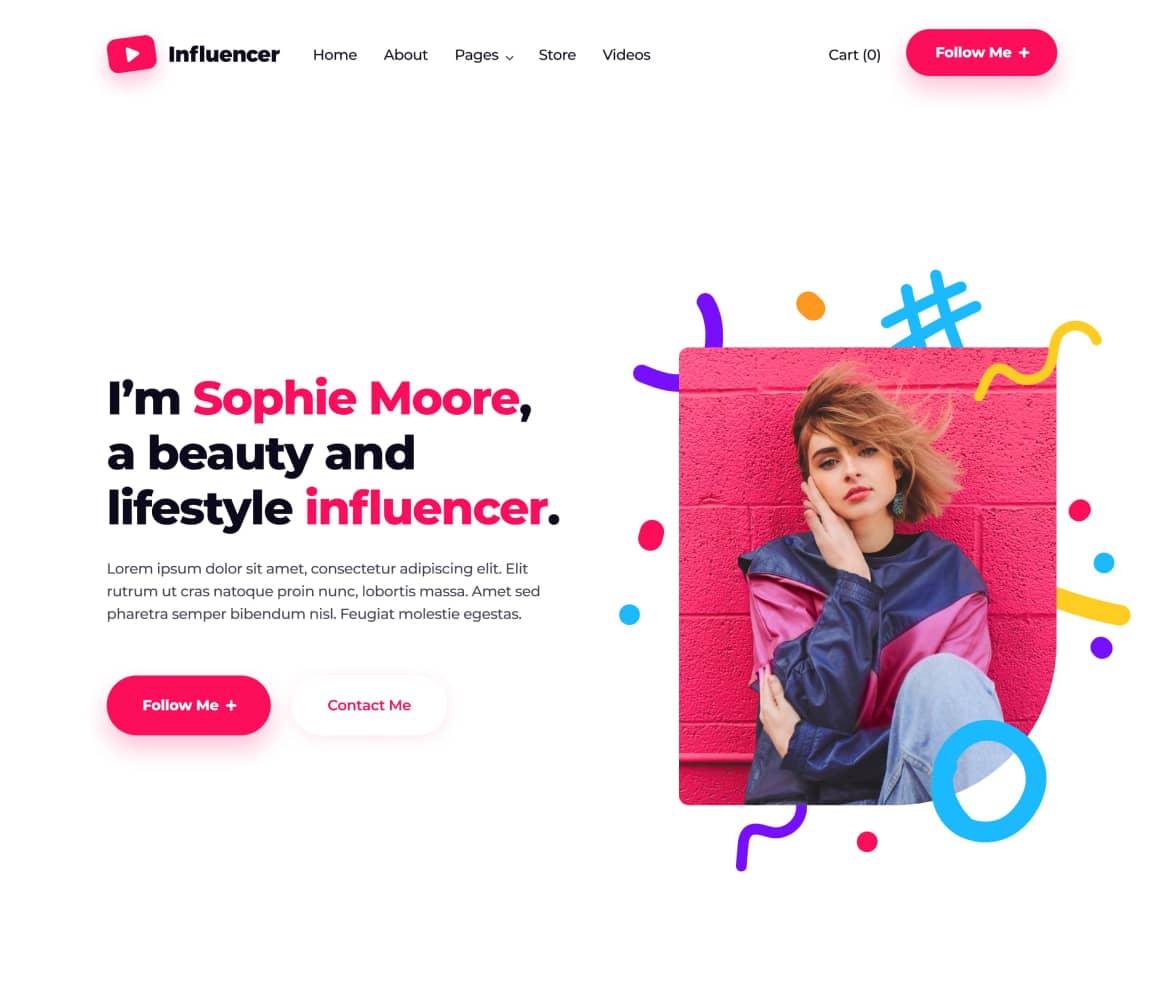 Influencer Home About Pages Store Videos Cart (0) Follow Me +
I’m Sophie Moore,
a beauty and
lifestyle influencer.
Lorem ipsum dolor sit amet, consectetur adipiscing elit. Elit
rutrum ut cras natoque proin nunc, lobortis massa. Amet sed
pharetra semper bibendum nisl. Feugiat molestie egestas.
Follow Me + Contact Me
#